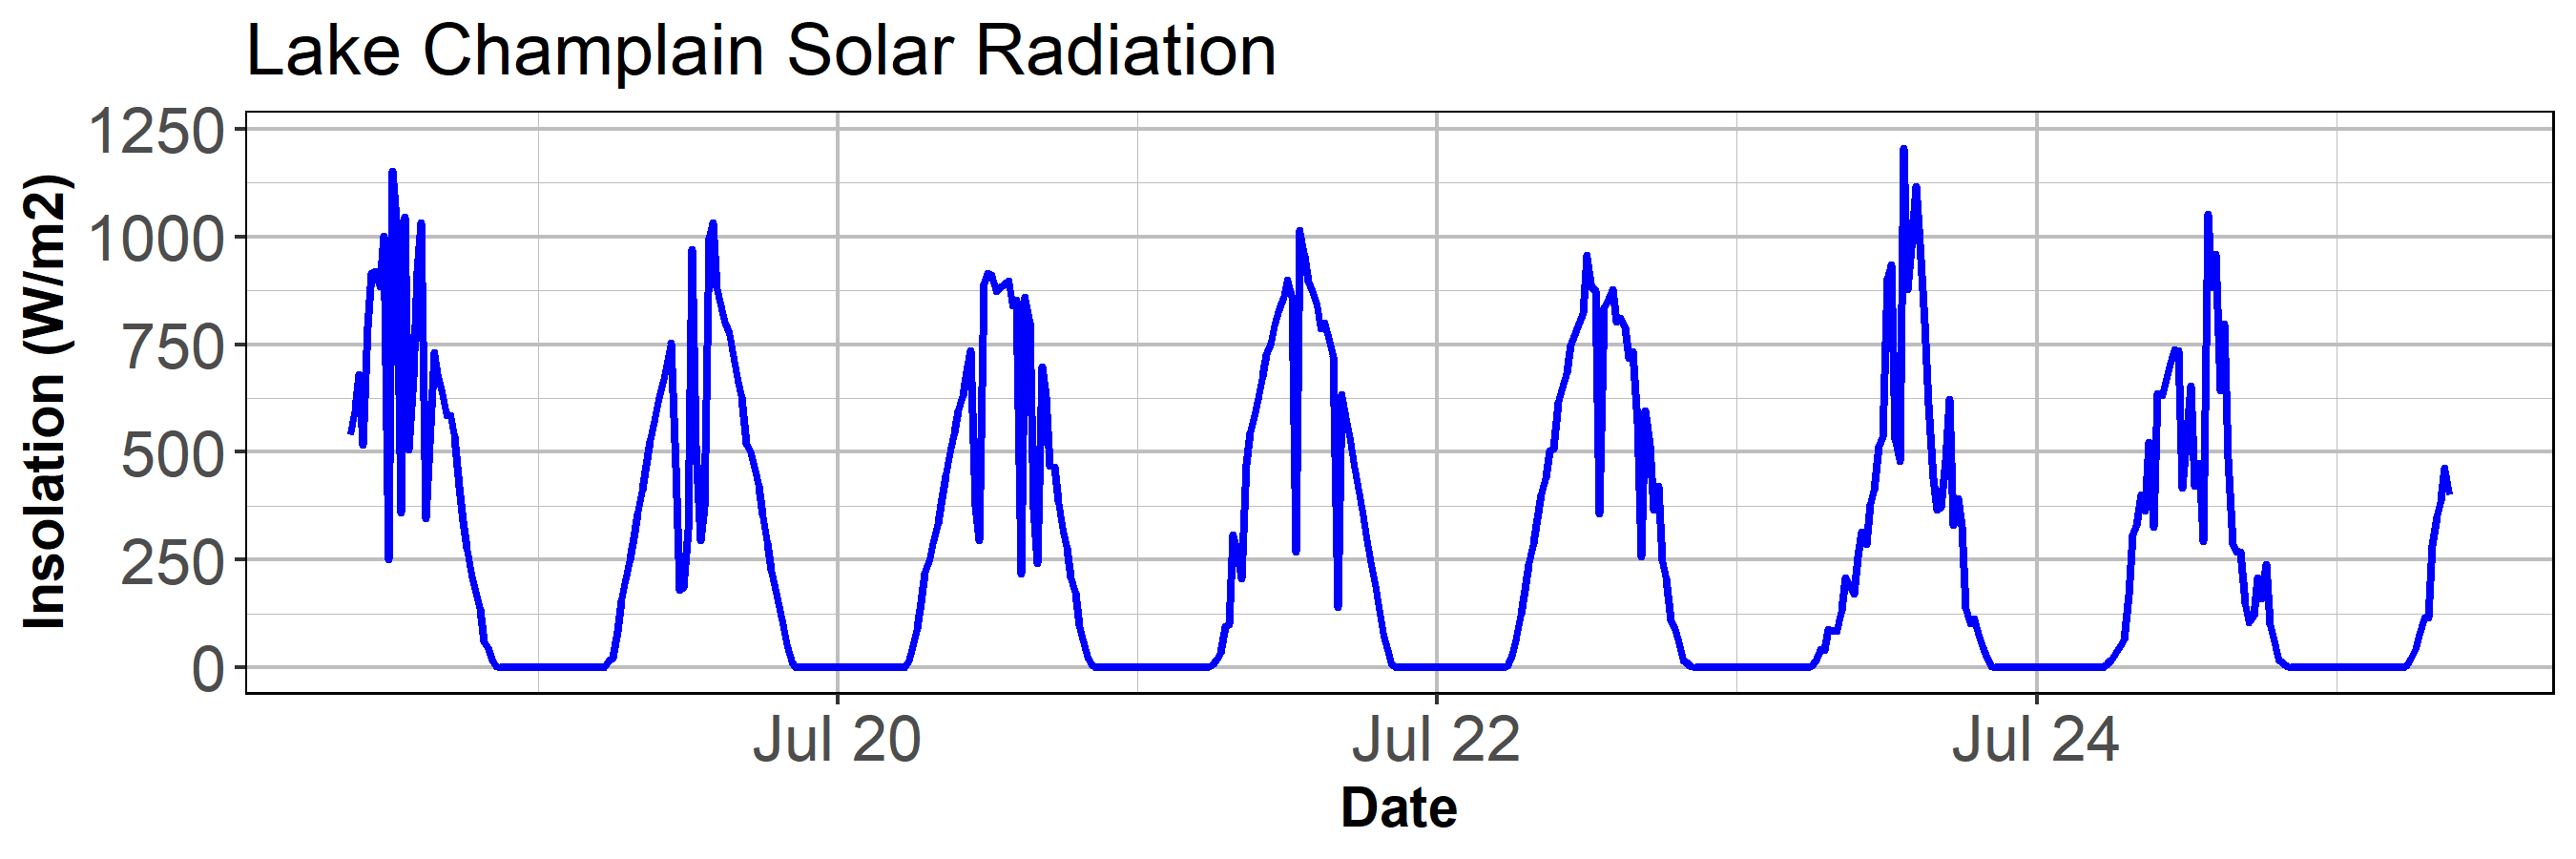 Lake Champlain Solar Radiation
Insolation (W/m2)
1250
1000
750
500
250
0
Jul 20
Jul 22
Jul 24
Date